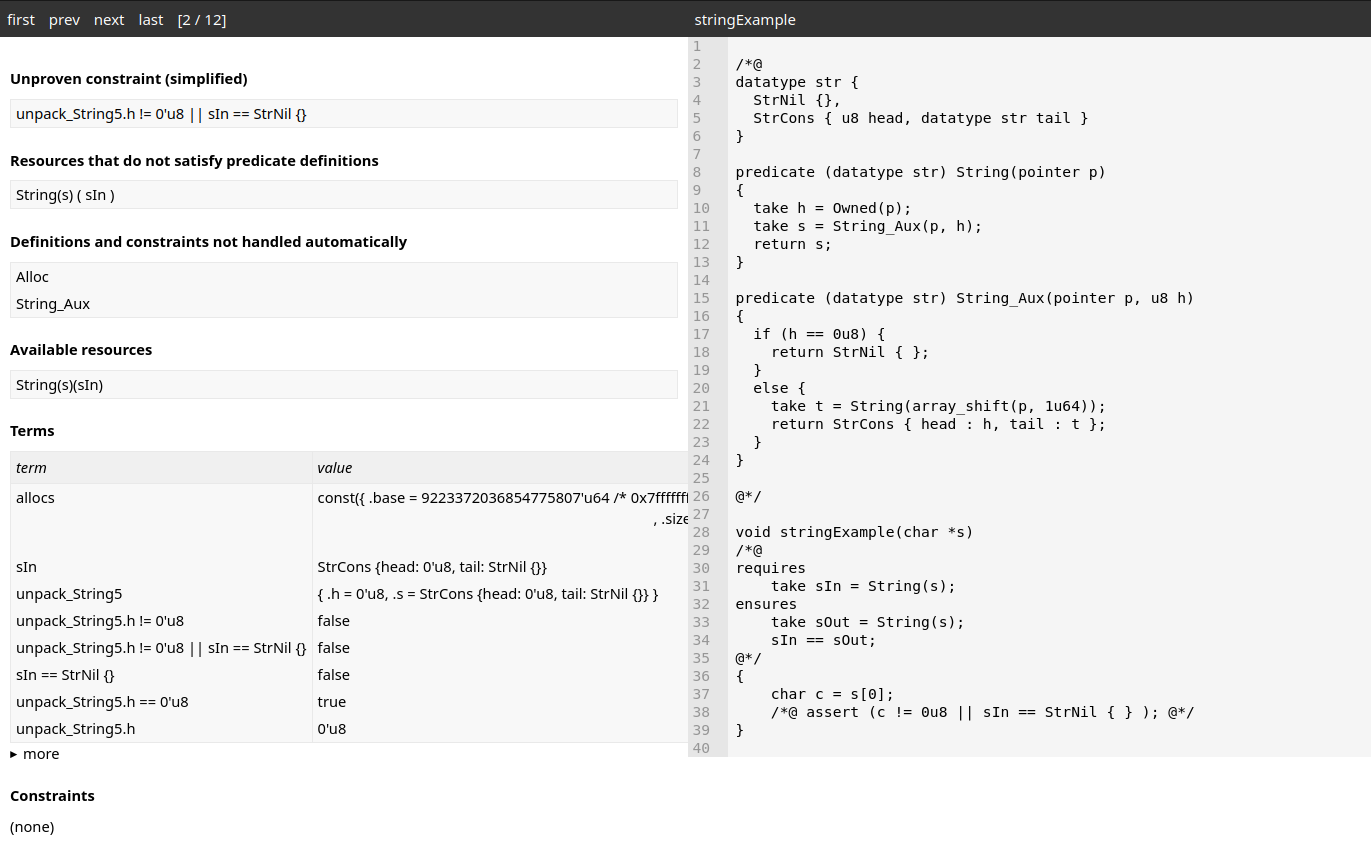 first prev next last [2 / 12]
stringExample
Unproven constraint (simplified)
unpack_String5.h != 0'u8 || sIn == StrNil {}
Resources that do not satisfy predicate definitions
String(s) ( sIn )
Definitions and constraints not handled automatically
Alloc
String_Aux
Available resources
String(s)(sIn)
Terms
term value
allocs const({ .base = 9223372036854775807'u64 /* 0x7ffffff
, .size
sIn StrCons {head: 0'u8, tail: StrNil {}}
unpack_String5 { .h = 0'u8, .s = StrCons {head: 0'u8, tail: StrNil {}} }
unpack_String5.h != 0'u8 false
unpack_String5.h != 0'u8 || sIn == StrNil {} false
sIn == StrNil {} false
unpack_String5.h == 0'u8 true
unpack_String5.h 0'u8
▸ more
Constraints
(none)
1
2 /*@
3 datatype str {
4   StrNil {},
5   StrCons { u8 head, datatype str tail }
6 }
7
8 predicate (datatype str) String(pointer p)
9 {
10   take h = Owned(p);
11   take s = String_Aux(p, h);
12   return s;
13 }
14
15 predicate (datatype str) String_Aux(pointer p, u8 h)
16 {
17   if (h == 0u8) {
18     return StrNil { };
19   }
20   else {
21     take t = String(array_shift(p, 1u64));
22     return StrCons { head : h, tail : t };
23   }
24 }
25
26 @*/
27
28 void stringExample(char *s)
29 /*@
30 requires
31     take sIn = String(s);
32 ensures
33     take sOut = String(s);
34     sIn == sOut;
35 @*/
36 {
37     char c = s[0];
38     /*@ assert (c != 0u8 || sIn == StrNil { } ); @*/
39 }
40